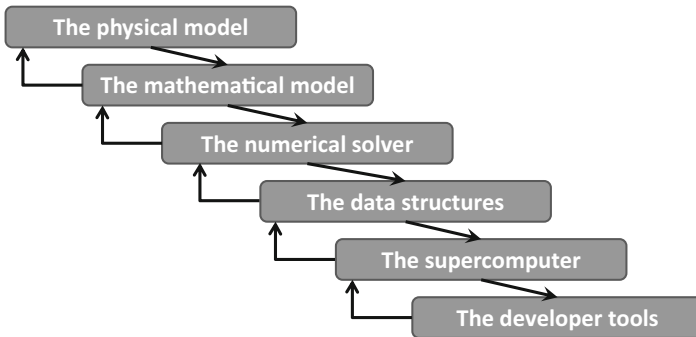 The physical model
The mathematical model
The numerical solver
The data structures
The supercomputer
The developer tools